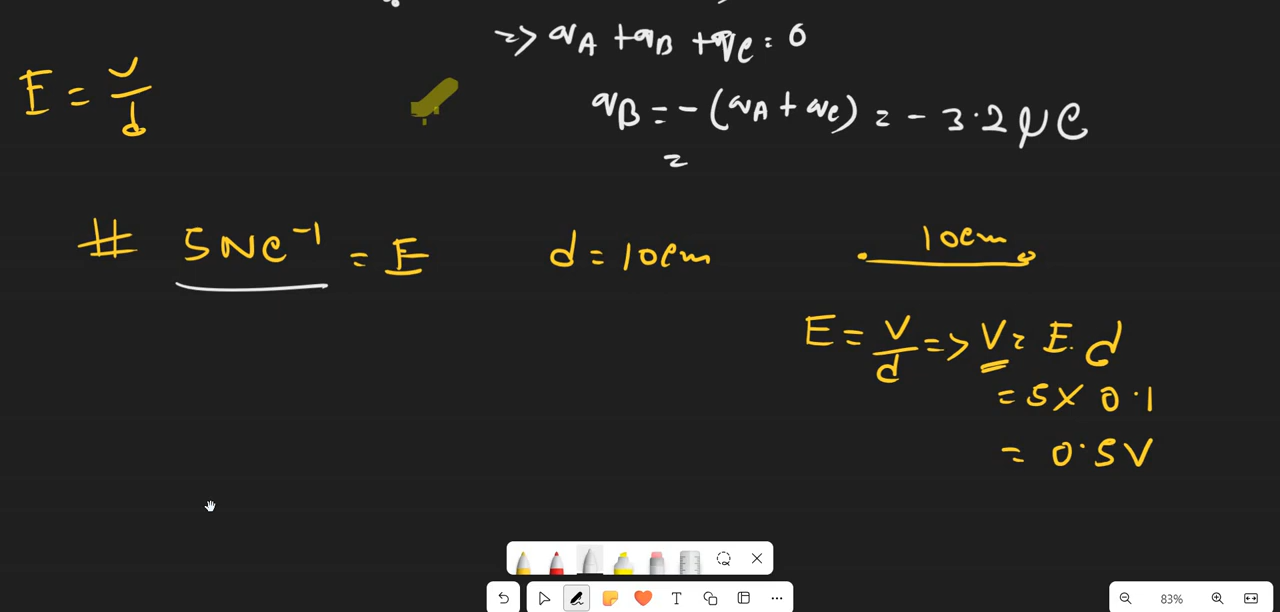 => qA + qB + qC = 0
E = V/d
qB = -(qA + qC) = -3.2 μC
=
# 5NC⁻¹ = E
d = 10cm
10cm
E = V/d => V = E.d
= 5 × 0.1
= 0.5V
83%